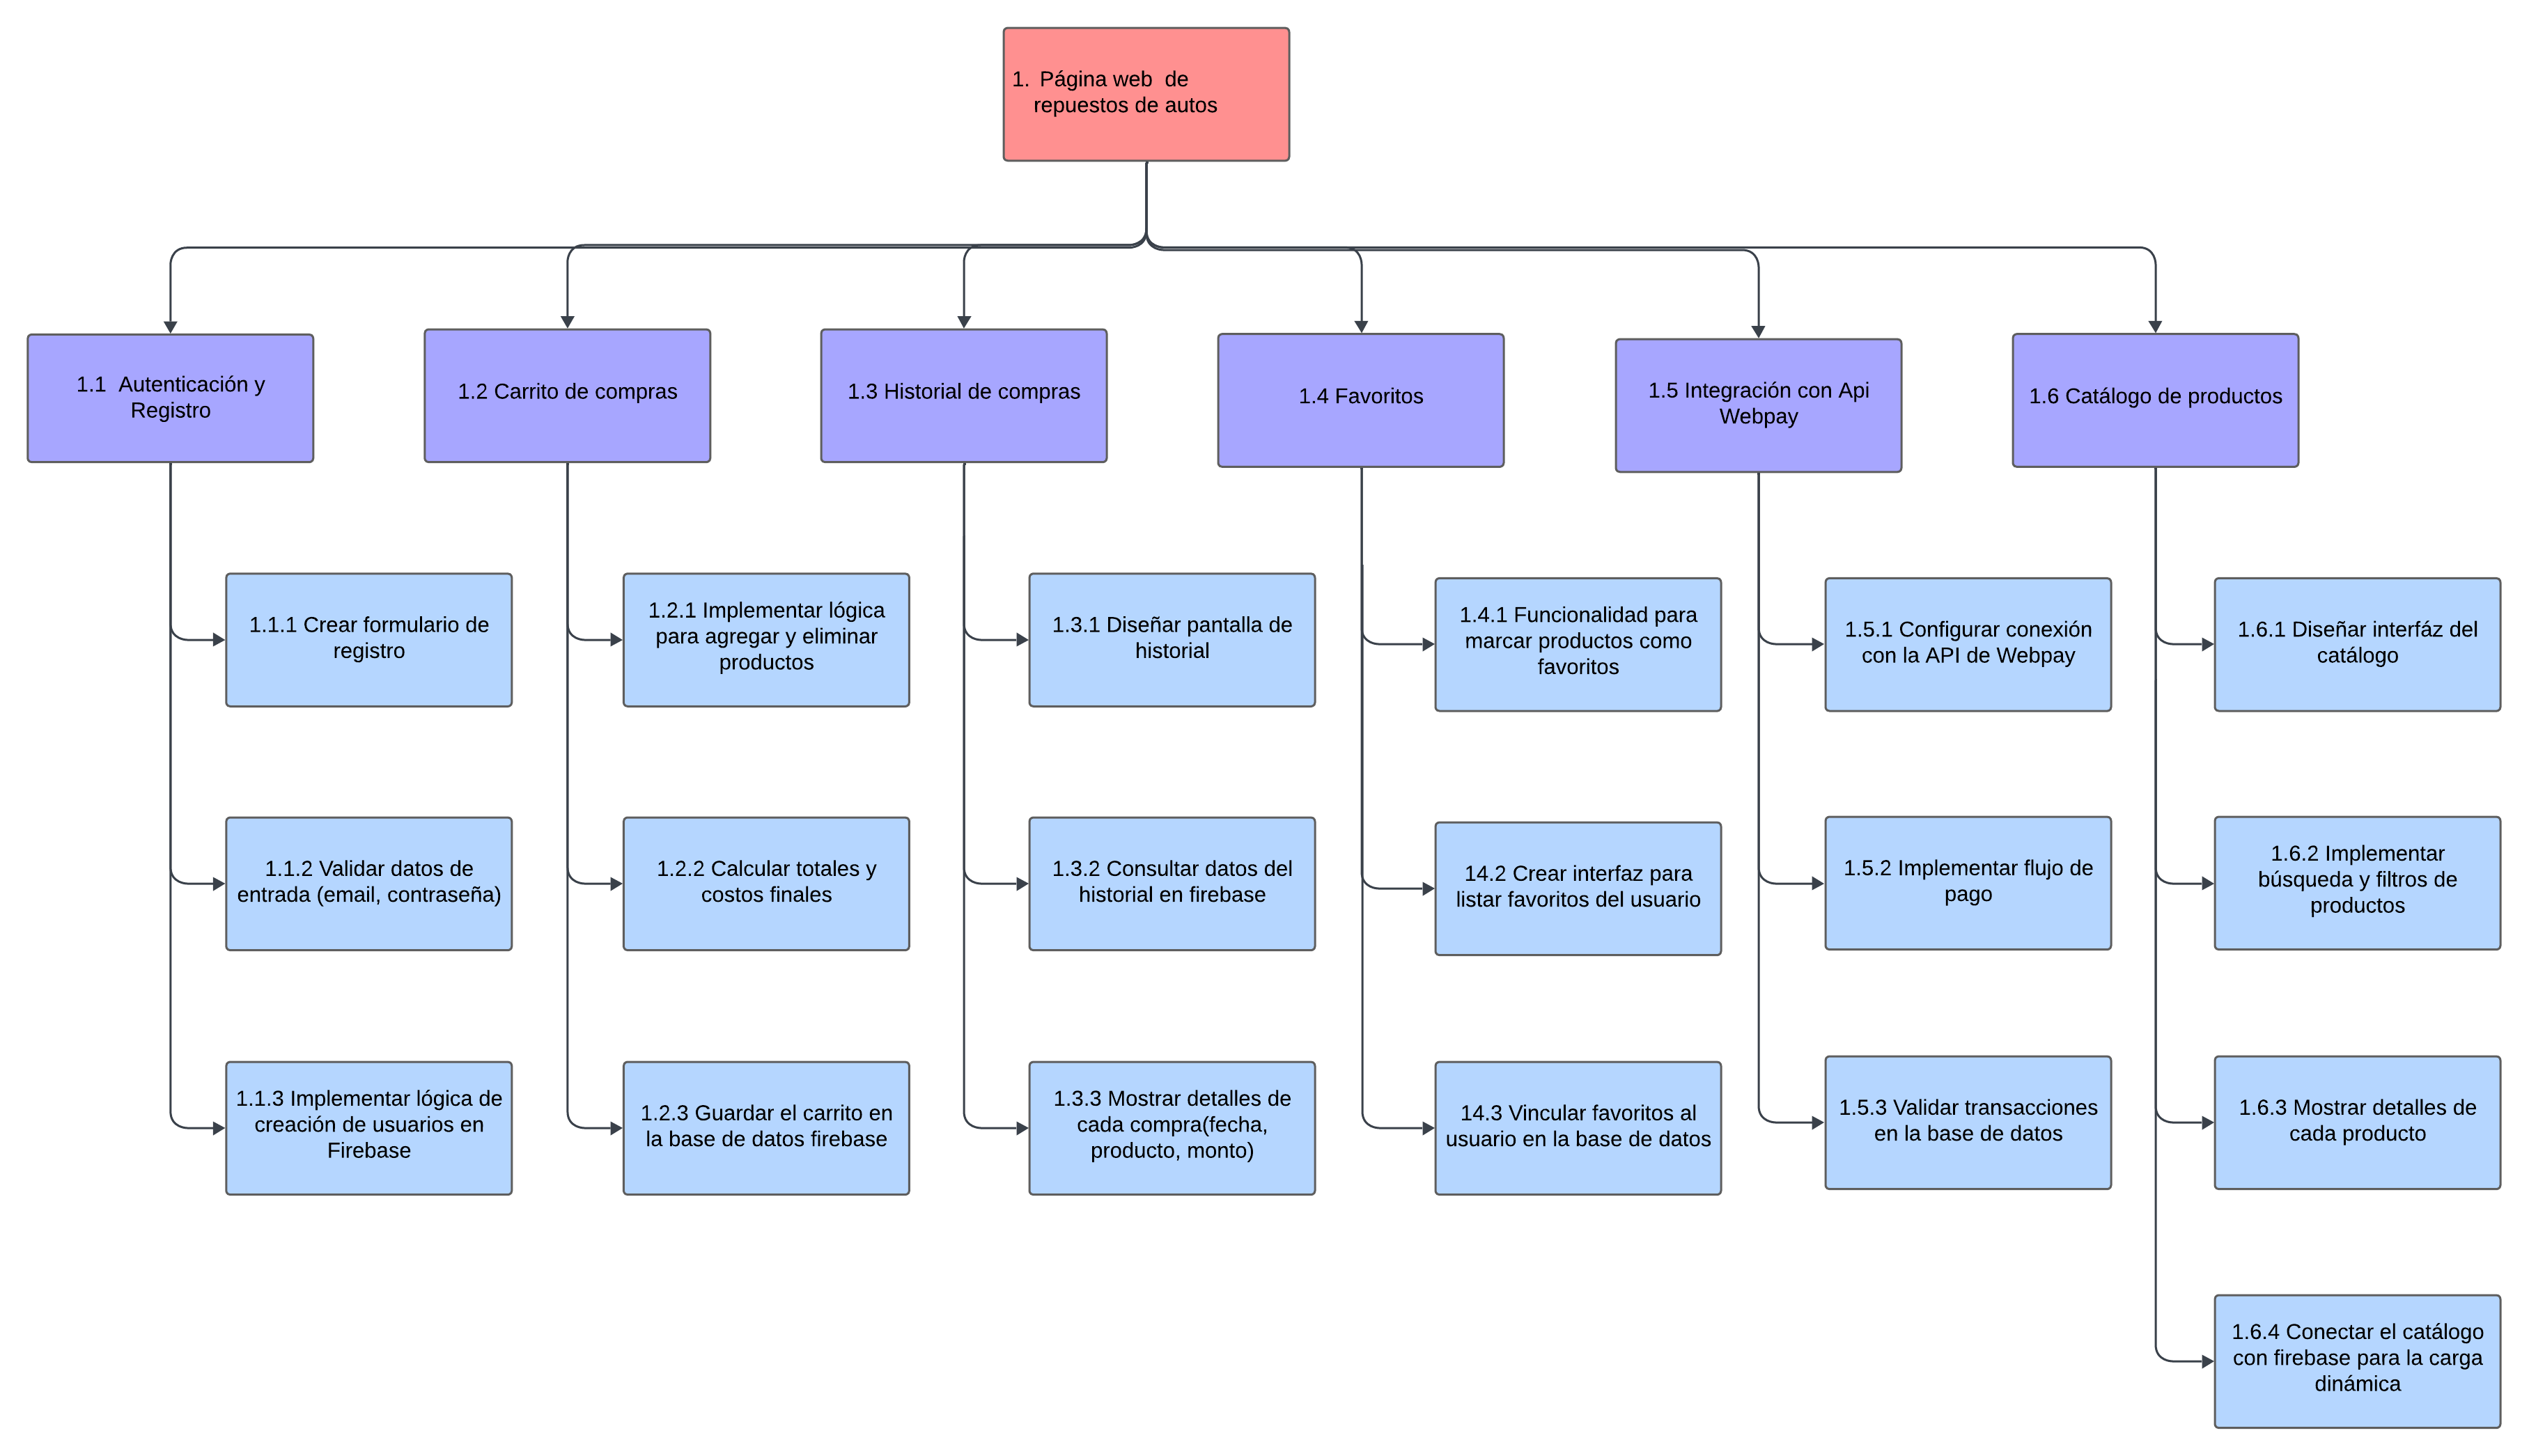 1. Página web de
repuestos de autos
1.1 Autenticación y
Registro
1.2 Carrito de compras
1.3 Historial de compras
1.4 Favoritos
1.5 Integración con Api
Webpay
1.6 Catálogo de productos
1.1.1 Crear formulario de
registro
1.2.1 Implementar lógica
para agregar y eliminar
productos
1.3.1 Diseñar pantalla de
historial
1.4.1 Funcionalidad para
marcar productos como
favoritos
1.5.1 Configurar conexión
con la API de Webpay
1.6.1 Diseñar interfáz del
catálogo
1.1.2 Validar datos de
entrada (email, contraseña)
1.2.2 Calcular totales y
costos finales
1.3.2 Consultar datos del
historial en firebase
14.2 Crear interfaz para
listar favoritos del usuario
1.5.2 Implementar flujo de
pago
1.6.2 Implementar
búsqueda y filtros de
productos
1.1.3 Implementar lógica de
creación de usuarios en
Firebase
1.2.3 Guardar el carrito en
la base de datos firebase
1.3.3 Mostrar detalles de
cada compra(fecha,
producto, monto)
14.3 Vincular favoritos al
usuario en la base de datos
1.5.3 Validar transacciones
en la base de datos
1.6.3 Mostrar detalles de
cada producto
1.6.4 Conectar el catálogo
con firebase para la carga
dinámica